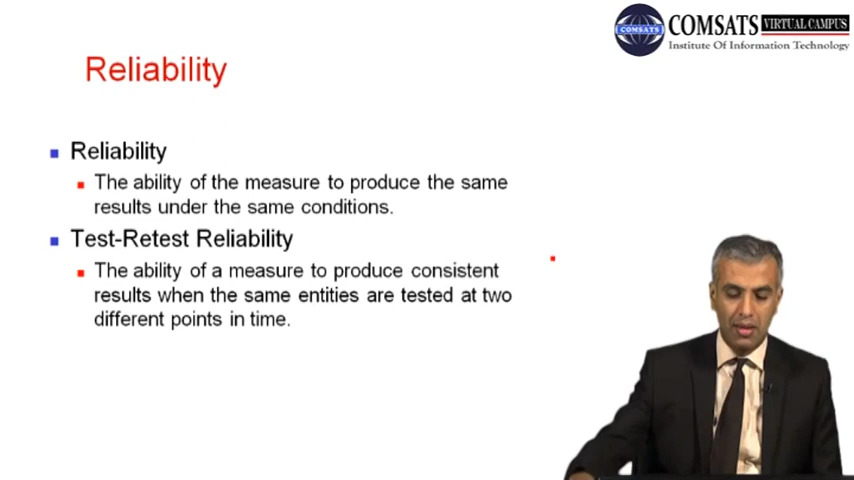 COMSATS VIRTUAL CAMPUS
COMSATS
Institute Of Information Technology
Reliability
Reliability
The ability of the measure to produce the same
results under the same conditions.
Test-Retest Reliability
The ability of a measure to produce consistent
results when the same entities are tested at two
different points in time.